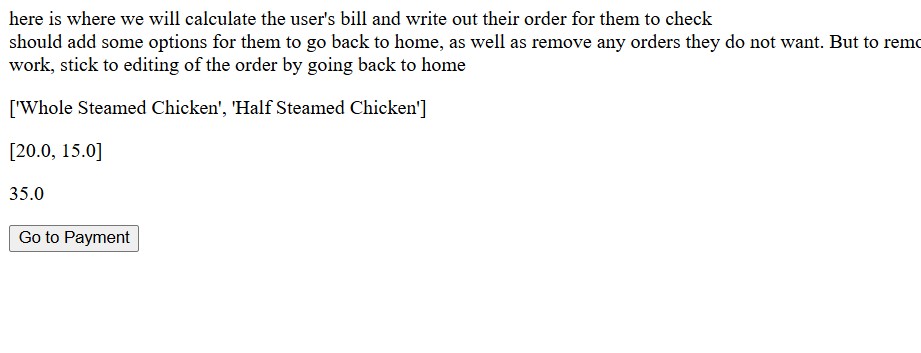 here is where we will calculate the user's bill and write out their order for them to check
should add some options for them to go back to home, as well as remove any orders they do not want. But to
work, stick to editing of the order by going back to home
['Whole Steamed Chicken', 'Half Steamed Chicken']
[20.0, 15.0]
35.0
Go to Payment